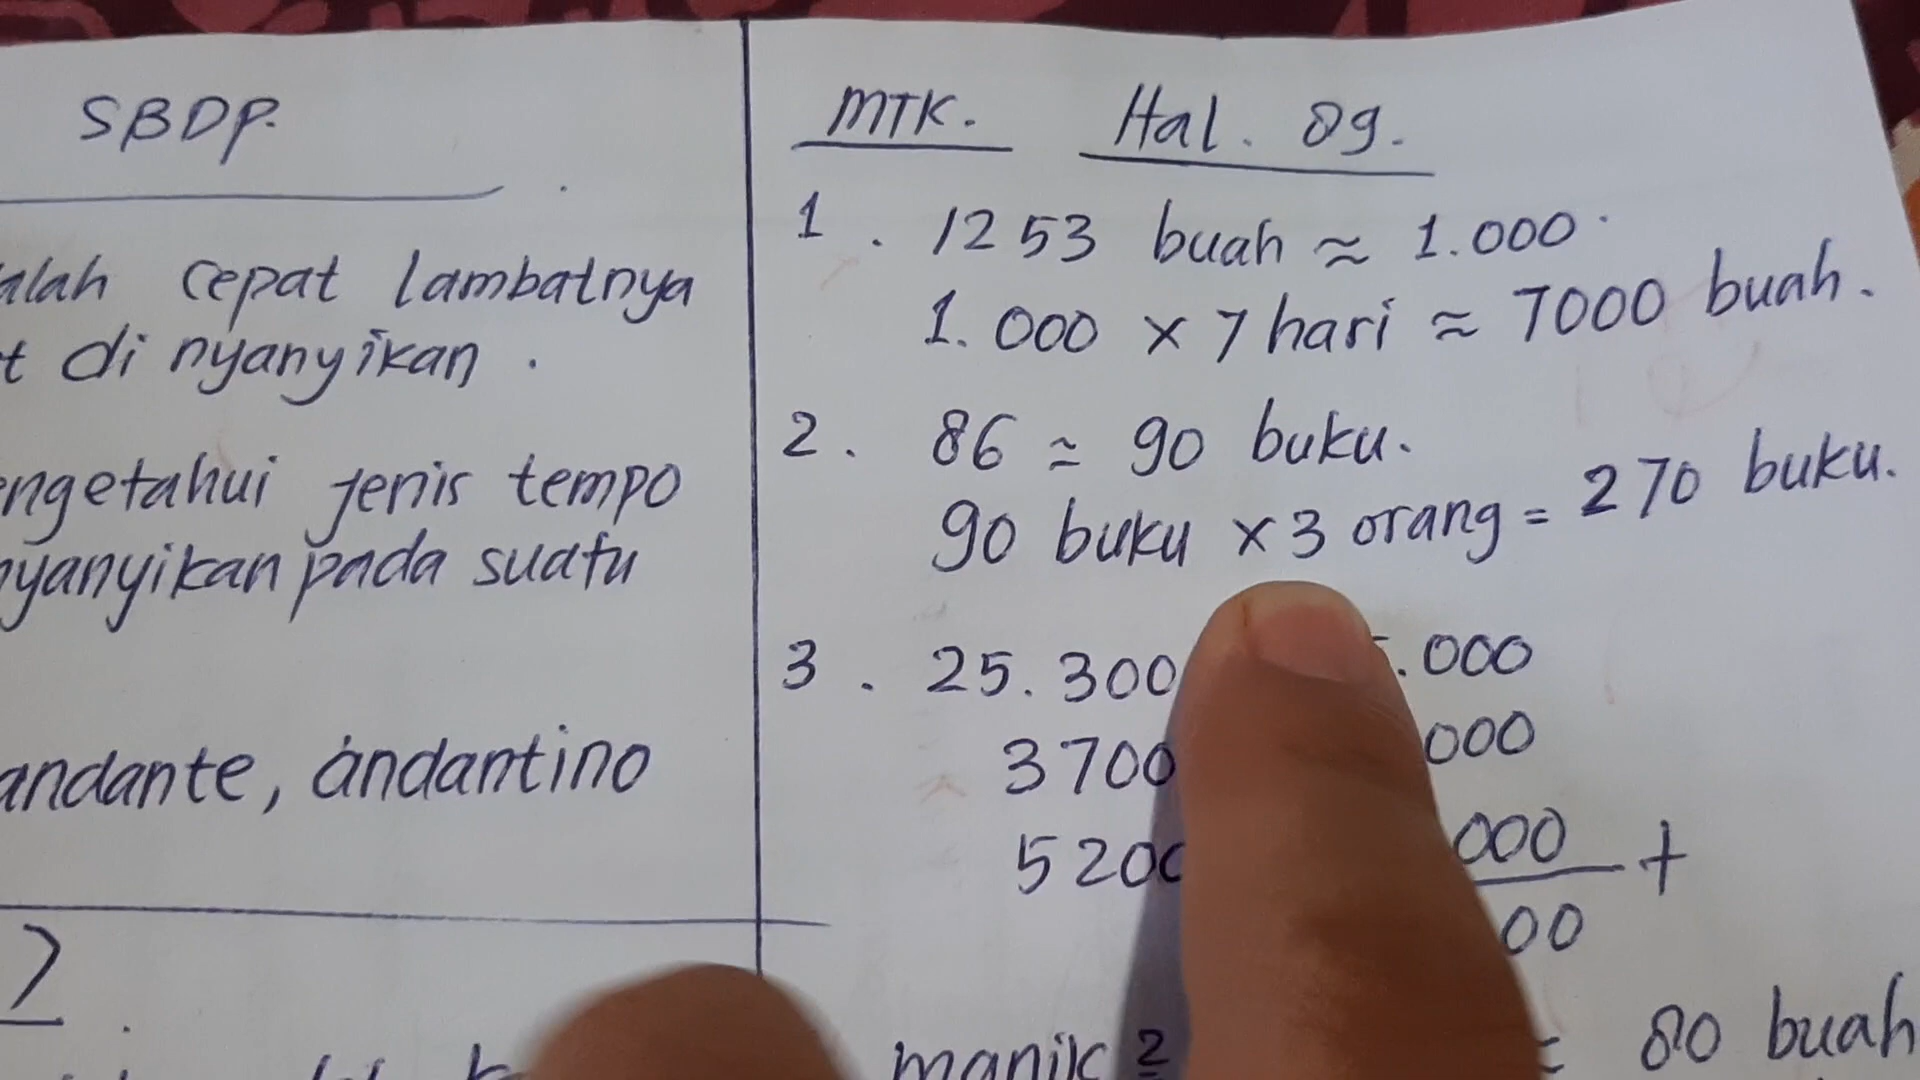 SBDP.
alah cepat lambatnya
t di nyanyikan.
ngetahui jenis tempo
nyanyikan pada suatu
andante, andantino
MTK. Hal. 09.
1. 1253 buah ≈ 1.000
1.000 x 7 hari ≈ 7000 buah.
2. 86 ≈ 90 buku.
90 buku x 3 orang = 270 buku.
3. 25.300 .000
3700 000
5200 000 +
00
manik2 = 80 buah